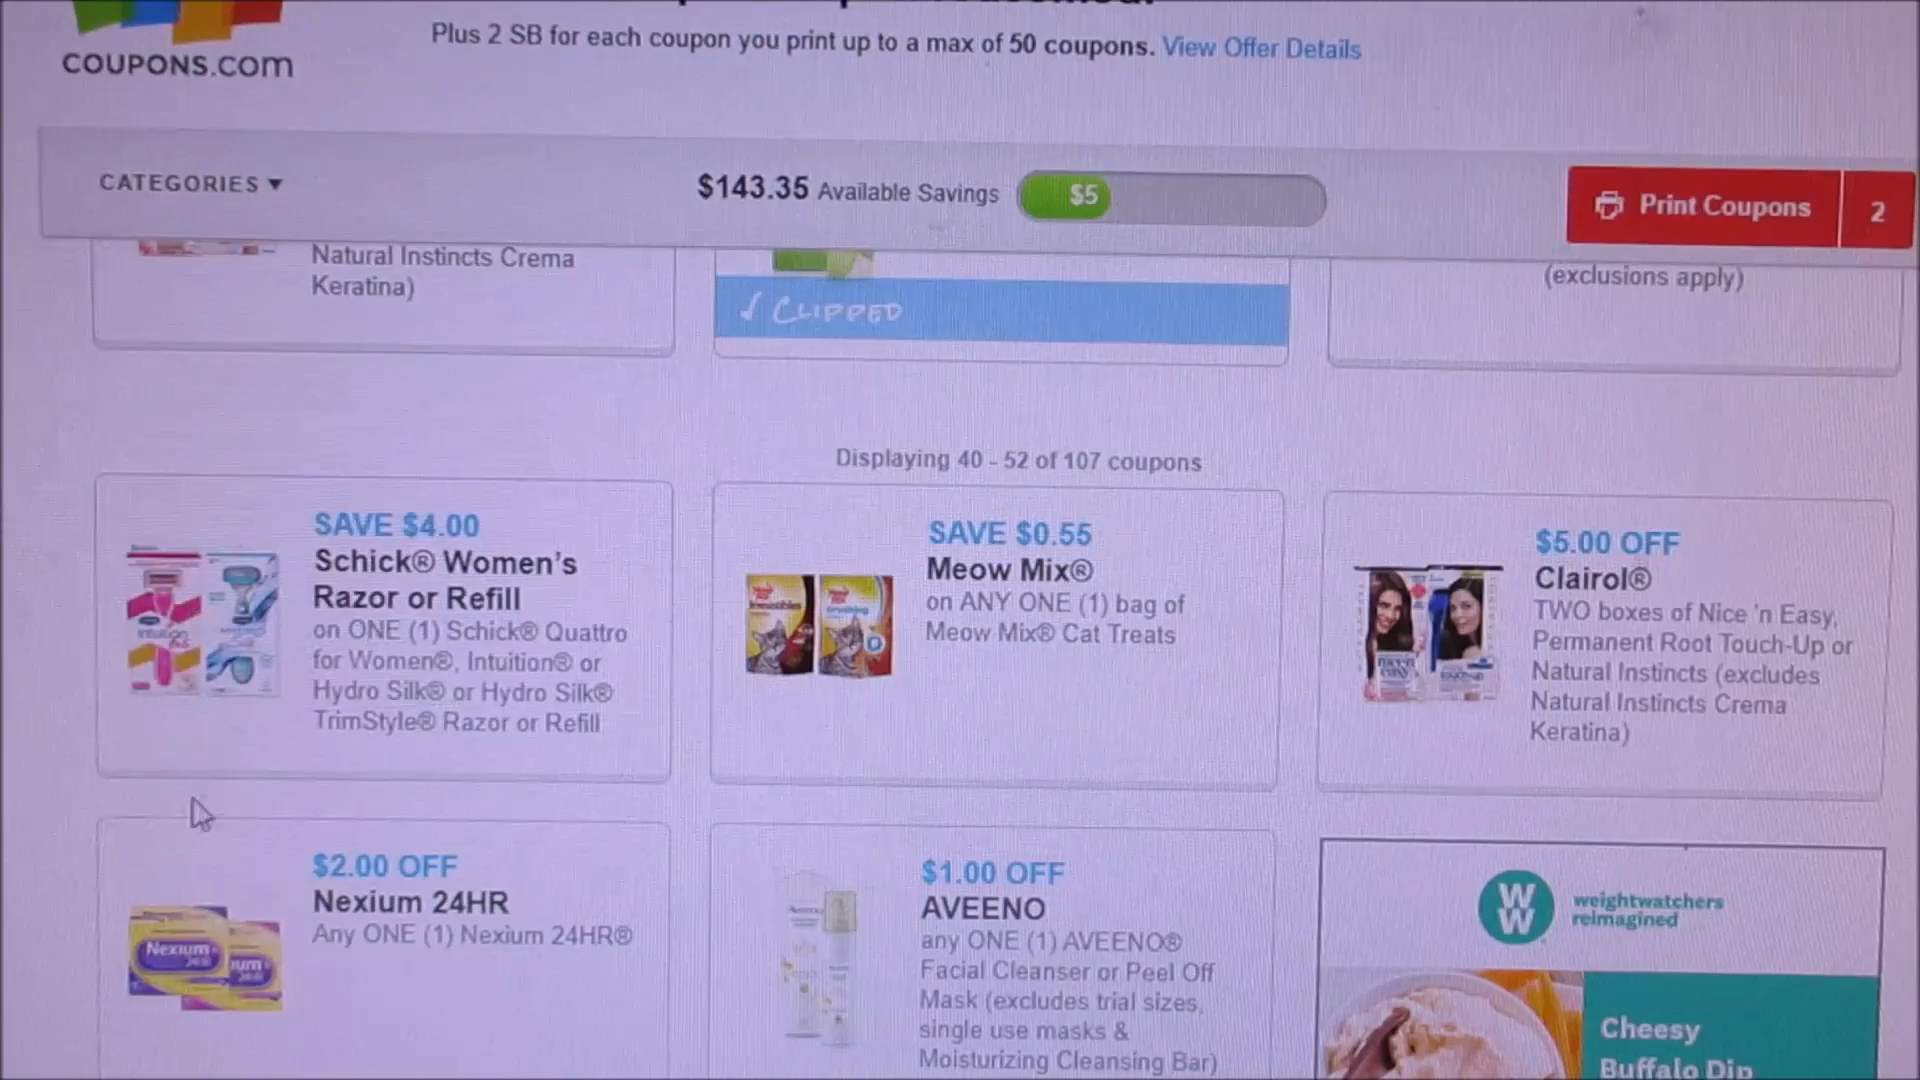 COUPONS.com
Plus 2 SB for each coupon you print up to a max of 50 coupons. View Offer Details
CATEGORIES ▼
$143.35 Available Savings
$5
Print Coupons
2
Natural Instincts Crema
Keratina)
✓ CLIPPED
(exclusions apply)
Displaying 40 - 52 of 107 coupons
SAVE $4.00
Schick® Women's
Razor or Refill
on ONE (1) Schick® Quattro
for Women®, Intuition® or
Hydro Silk® or Hydro Silk®
TrimStyle® Razor or Refill
SAVE $0.55
Meow Mix®
on ANY ONE (1) bag of
Meow Mix® Cat Treats
$5.00 OFF
Clairol®
TWO boxes of Nice 'n Easy,
Permanent Root Touch-Up or
Natural Instincts (excludes
Natural Instincts Crema
Keratina)
$2.00 OFF
Nexium 24HR
Any ONE (1) Nexium 24HR®
Nexium
$1.00 OFF
AVEENO
any ONE (1) AVEENO®
Facial Cleanser or Peel Off
Mask (excludes trial sizes,
single use masks &
Moisturizing Cleansing Bar)
WW
weightwatchers
reimagined
Cheesy
Buffalo Dip